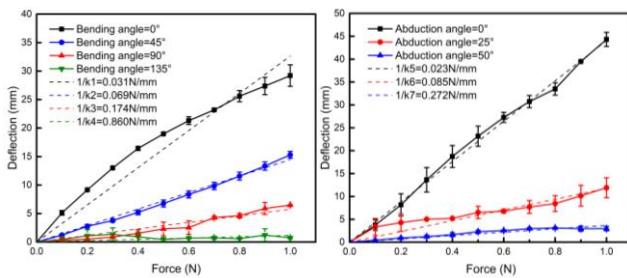 Bending angle=0°
Bending angle=45°
Bending angle=90°
Bending angle=135°
1/k1=0.031N/mm
1/k2=0.069N/mm
1/k3=0.174N/mm
1/k4=0.860N/mm
40
35
30
25
20
15
10
5
0
0.0 0.2 0.4 0.6 0.8 1.0
Deflection (mm)
Force (N)
Abduction angle=0°
Abduction angle=25°
Abduction angle=50°
1/k5=0.023N/mm
1/k6=0.085N/mm
1/k7=0.272N/mm
50
45
40
35
30
25
20
15
10
5
0
0.0 0.2 0.4 0.6 0.8 1.0
Deflection (mm)
Force (N)